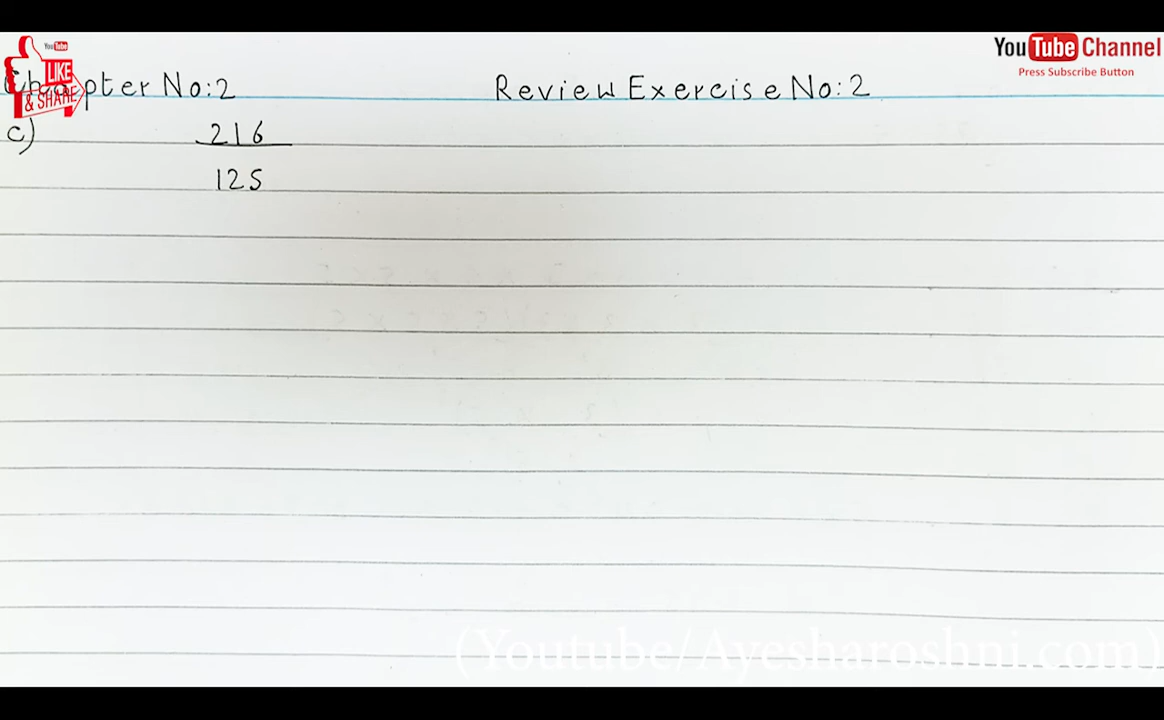 YouTube
LIKE
& SHARE
YouTube Channel
Press Subscribe Button
Chapter No:2 Review Exercise No:2
c) 216
125
(Youtube/Ayesharoshni.com)